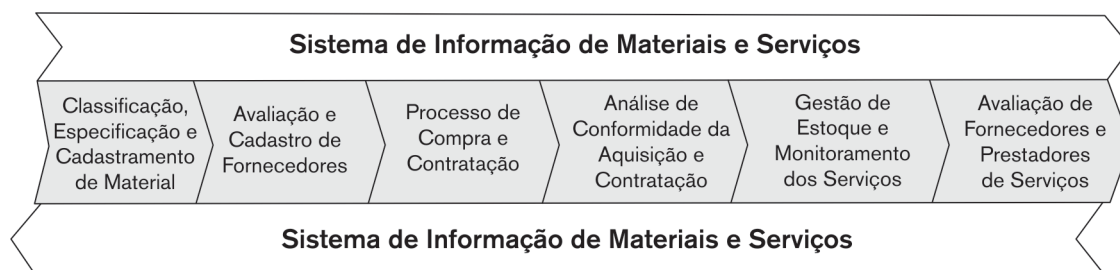 Sistema de Informação de Materiais e Serviços
Classificação,
Especificação e
Cadastramento
de Material
Avaliação e
Cadastro de
Fornecedores
Processo de
Compra e
Contratação
Análise de
Conformidade da
Aquisição e
Contratação
Gestão de
Estoque e
Monitoramento
dos Serviços
Avaliação de
Fornecedores e
Prestadores
de Serviços
Sistema de Informação de Materiais e Serviços